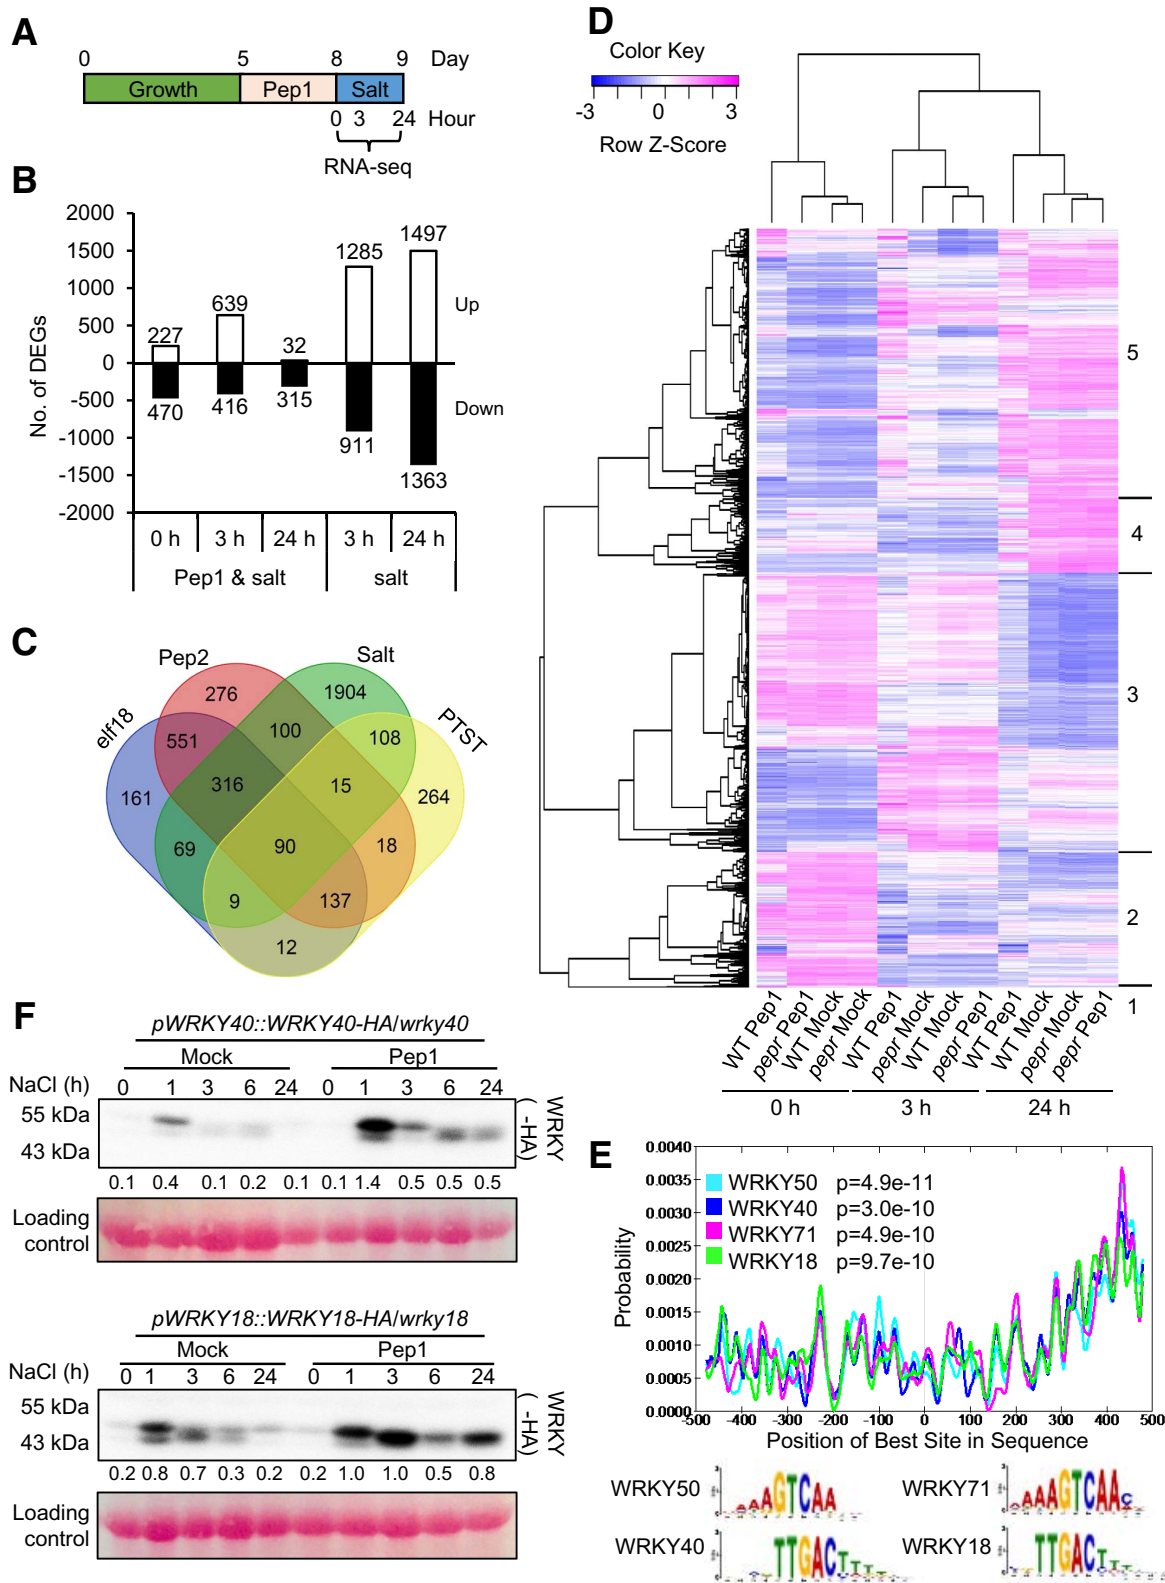 A
0 5 8 9 Day
Growth Pep1 Salt
0 3 24 Hour
RNA-seq
B
No. of DEGs
2000
1500
1000
500
0
-500
-1000
-1500
-2000
227 639 32 1285 1497
Up
470 416 315 911 1363
Down
0 h 3 h 24 h 3 h 24 h
Pep1 & salt salt
C
Pep2 Salt
elf18 PTST
276 1904
551 100 108
161 316 15 264
69 90 18
9 137
12
D
Color Key
-3 0 3
Row Z-Score
5
4
3
2
1
WT Pep1
pepr Pep1
WT Mock
pepr Mock
WT Pep1
pepr Mock
WT Mock
pepr Pep1
WT Pep1
WT Mock
pepr Mock
pepr Pep1
0 h 3 h 24 h
E
Probability
0.0040
0.0035
0.0030
0.0025
0.0020
0.0015
0.0010
0.0005
0.0000
WRKY50 p=4.9e-11
WRKY40 p=3.0e-10
WRKY71 p=4.9e-10
WRKY18 p=9.7e-10
-500 -400 -300 -200 -100 0 100 200 300 400 500
Position of Best Site in Sequence
WRKY50 AAAGTCAA
WRKY71 AAAGTCAAC
WRKY40 TTGACTTT
WRKY18 TTGACT
F
pWRKY40::WRKY40-HA/wrky40
Mock Pep1
NaCl (h) 0 1 3 6 24 0 1 3 6 24
55 kDa
43 kDa
WRKY
(-HA)
0.1 0.4 0.1 0.2 0.1 0.1 1.4 0.5 0.5 0.5
Loading
control
pWRKY18::WRKY18-HA/wrky18
Mock Pep1
NaCl (h) 0 1 3 6 24 0 1 3 6 24
55 kDa
43 kDa
WRKY
(-HA)
0.2 0.8 0.7 0.3 0.2 0.2 1.0 1.0 0.5 0.8
Loading
control